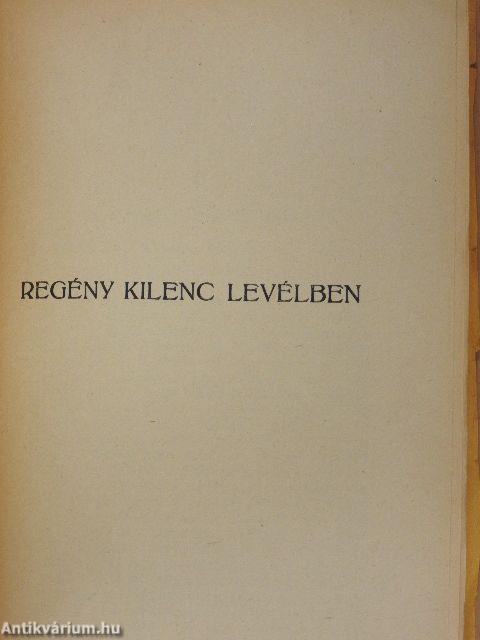 REGÉNY KILENC LEVÉLBEN
Antikvárium.hu